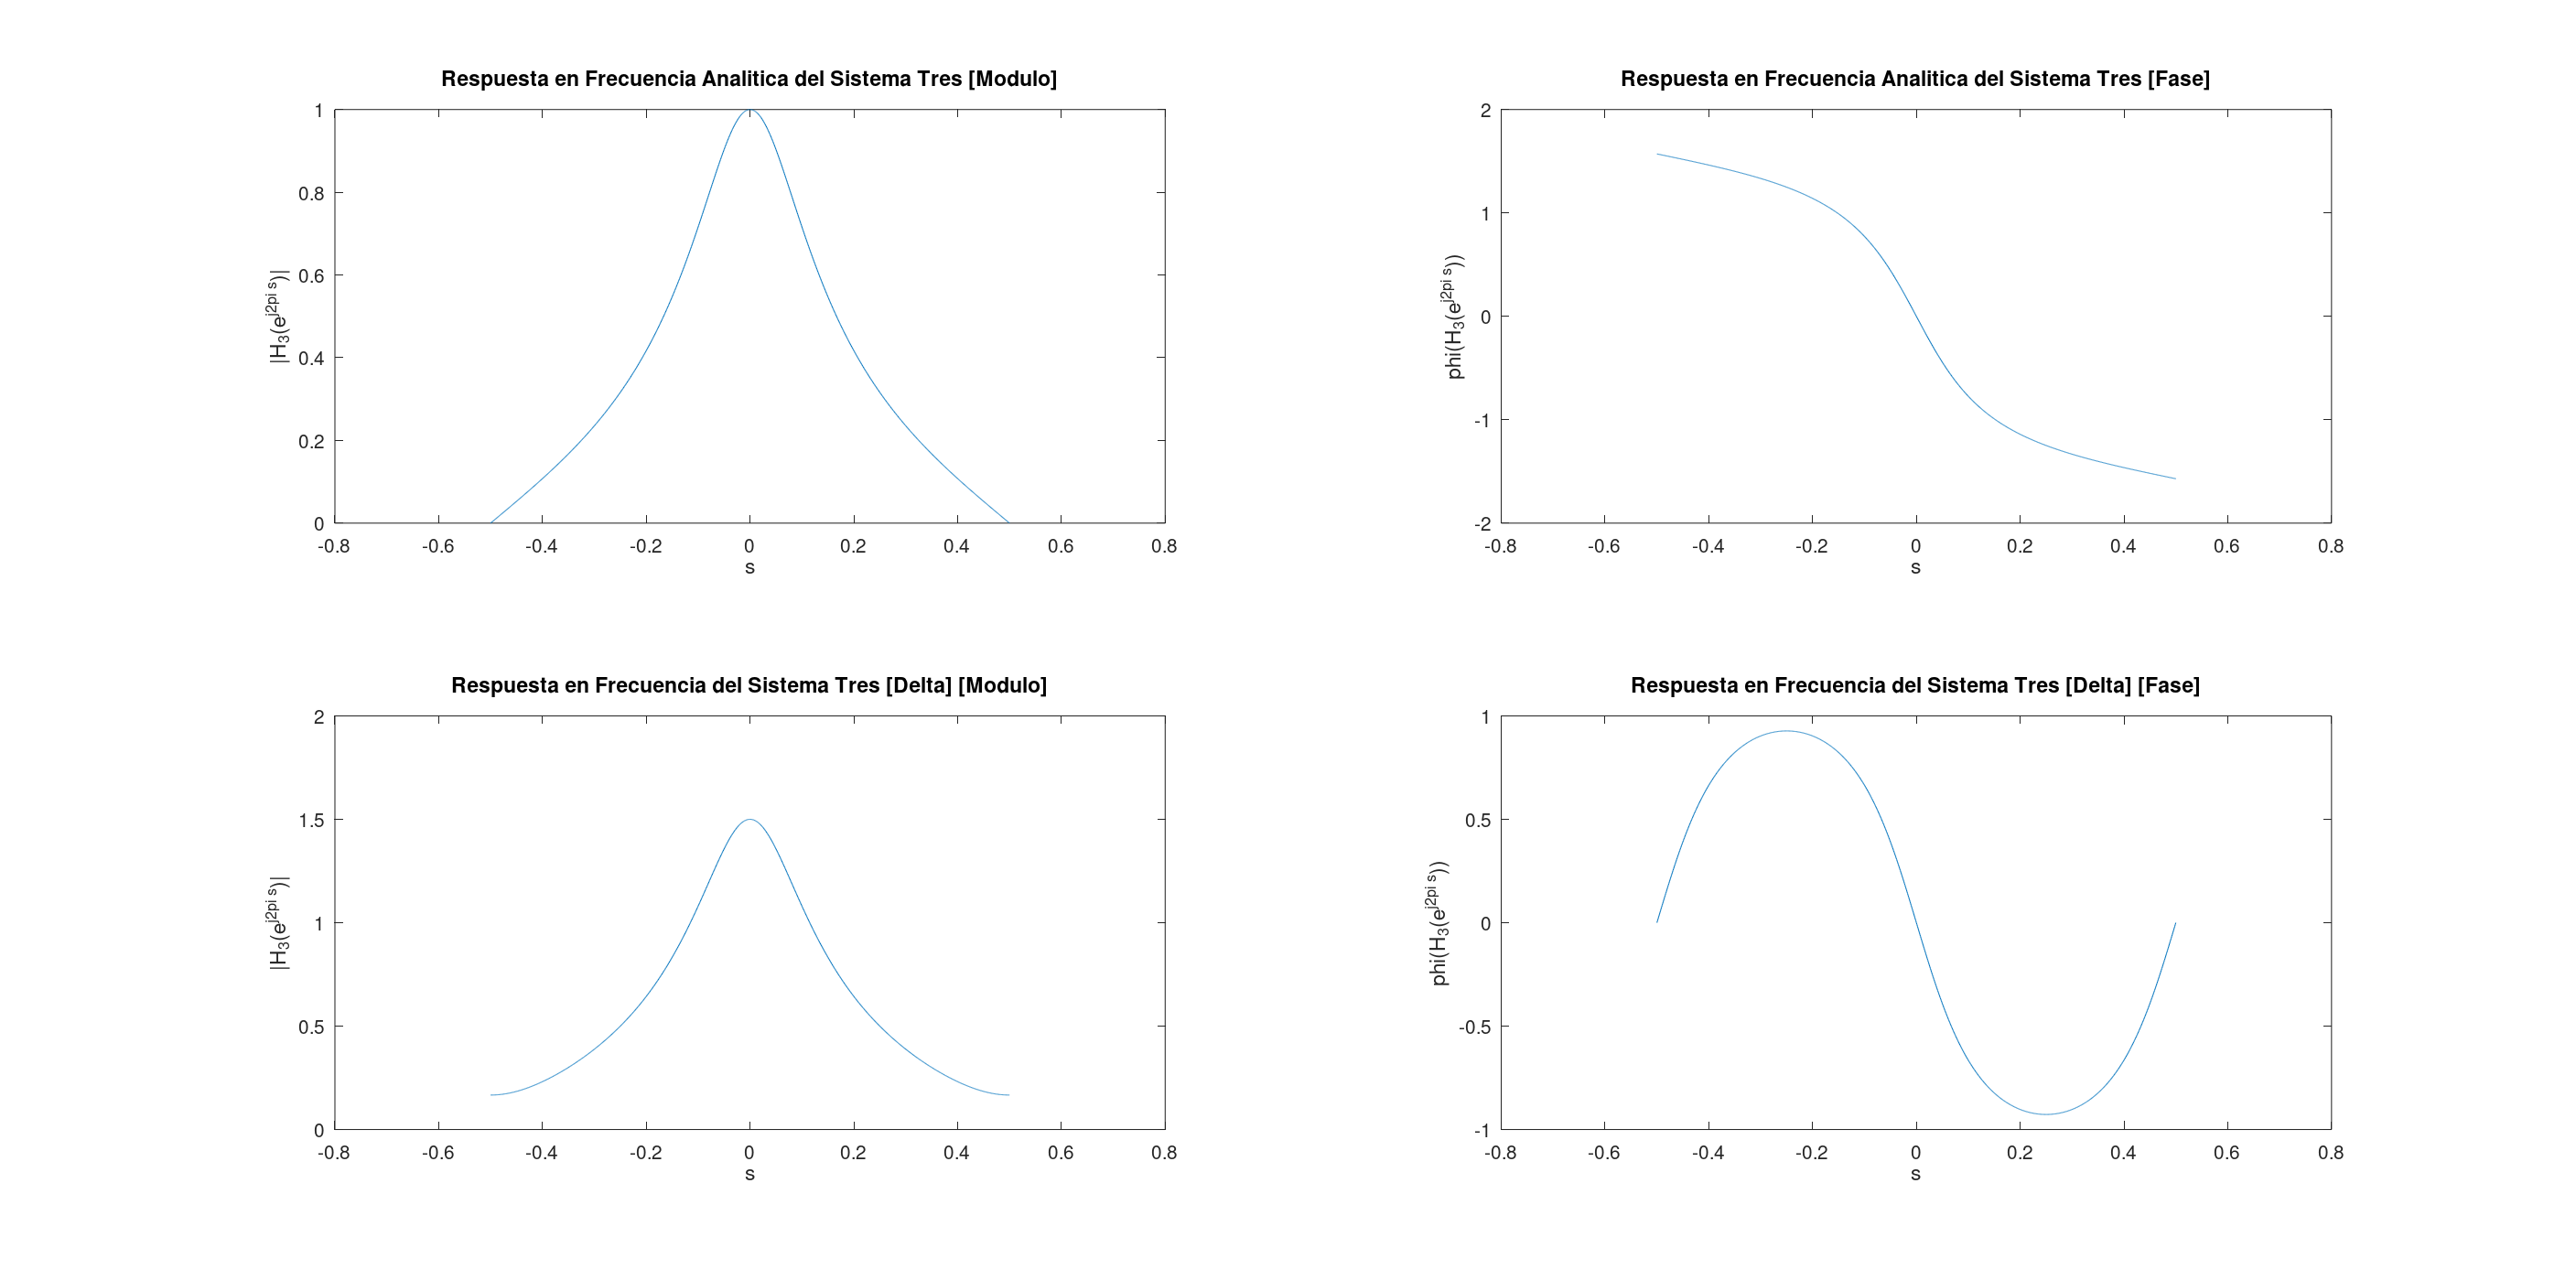 Respuesta en Frecuencia Analitica del Sistema Tres [Modulo]
1
0.8
0.6
0.4
0.2
0
|H3(e^j2pi s)|
-0.8 -0.6 -0.4 -0.2 0 0.2 0.4 0.6 0.8
s
Respuesta en Frecuencia Analitica del Sistema Tres [Fase]
2
1
0
-1
-2
phi(H3(e^j2pi s))
-0.8 -0.6 -0.4 -0.2 0 0.2 0.4 0.6 0.8
s
Respuesta en Frecuencia del Sistema Tres [Delta] [Modulo]
2
1.5
1
0.5
0
|H3(e^j2pi s)|
-0.8 -0.6 -0.4 -0.2 0 0.2 0.4 0.6 0.8
s
Respuesta en Frecuencia del Sistema Tres [Delta] [Fase]
1
0.5
0
-0.5
-1
phi(H3(e^j2pi s))
-0.8 -0.6 -0.4 -0.2 0 0.2 0.4 0.6 0.8
s